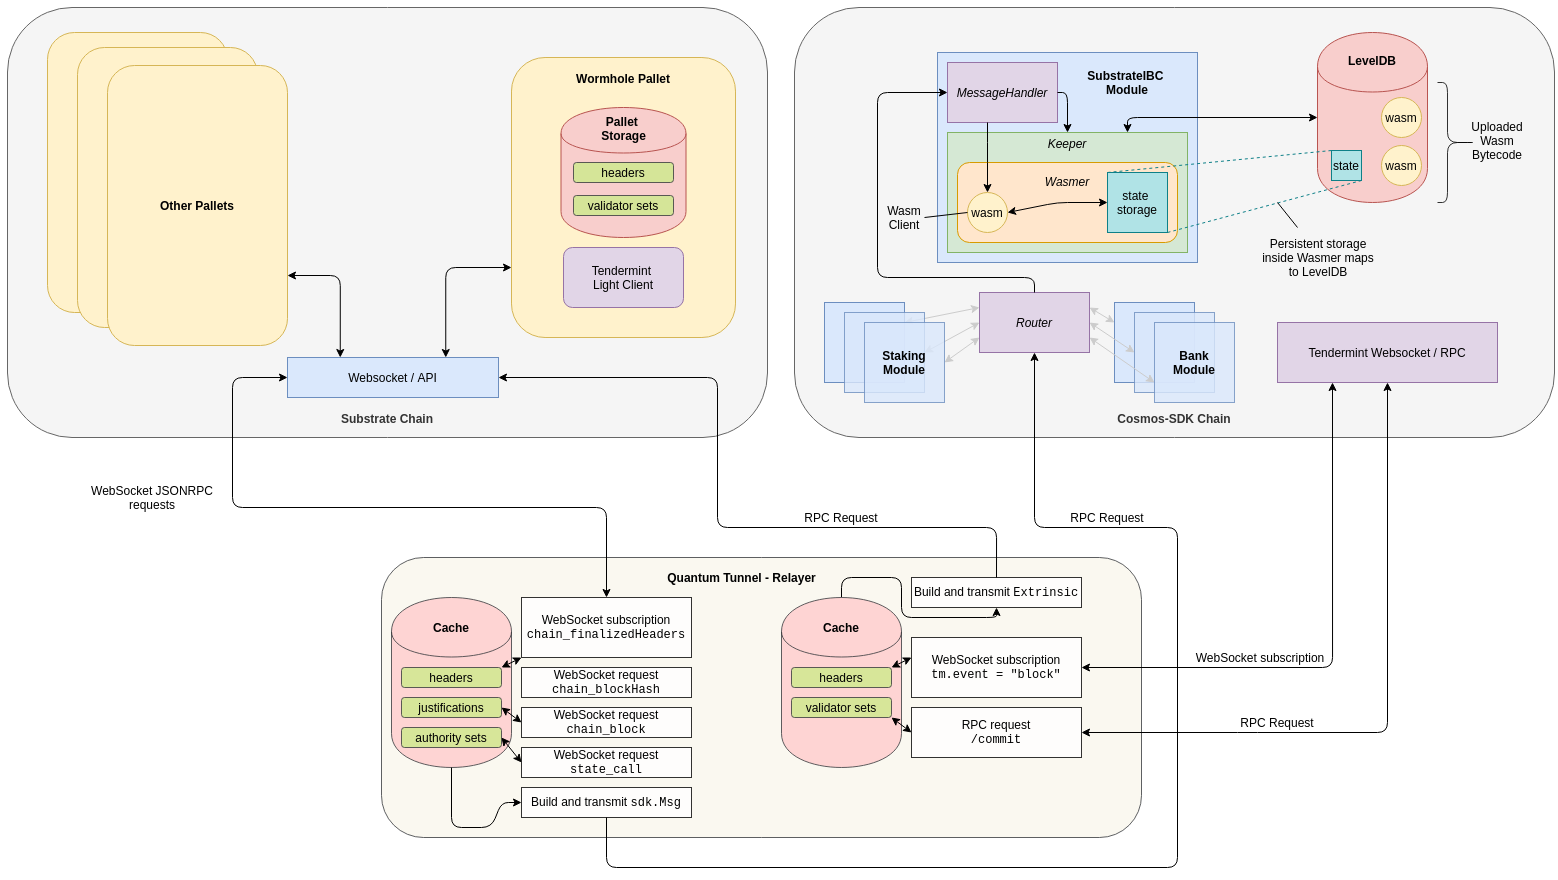 Other Pallets
Wormhole Pallet
Pallet
Storage
headers
validator sets
Tendermint
Light Client
Websocket / API
Substrate Chain
SubstrateIBC
Module
MessageHandler
Keeper
Wasmer
wasm
state
storage
Wasm
Client
LevelDB
wasm
wasm
state
Uploaded
Wasm
Bytecode
Persistent storage
inside Wasmer maps
to LevelDB
Router
Staking
Module
Bank
Module
Tendermint Websocket / RPC
Cosmos-SDK Chain
WebSocket JSONRPC
requests
RPC Request
RPC Request
Quantum Tunnel - Relayer
Cache
headers
justifications
authority sets
WebSocket subscription
chain_finalizedHeaders
WebSocket request
chain_blockHash
WebSocket request
chain_block
WebSocket request
state_call
Build and transmit sdk.Msg
Cache
headers
validator sets
Build and transmit Extrinsic
WebSocket subscription
tm.event = "block"
RPC request
/commit
WebSocket subscription
RPC Request